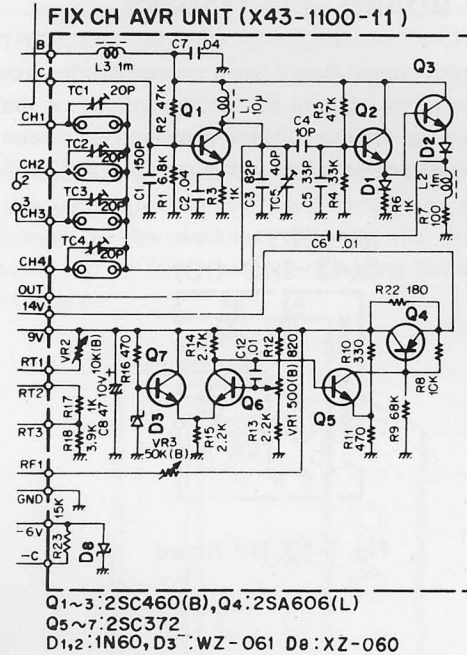 FIX CH AVR UNIT (X43-1100-11)
B
C7 .04
L3 1m
C
TC1 20P
CH1
TC2
20P
CH2
2
3
TC3
20P
CH3
TC4
20P
CH4
OUT
14V
9V
C1 150P
R2 47K
R1 6.8K
Q1
C2 .04
R3 1K
L1
10μ
C3 82P
TC5 40P
C4
10P
C5 33P
R5 47K
R4 33K
Q2
D1
R6 1K
Q3
D2
L2 1m
R7
C6 .01
R22 180
Q4
RT1
VR2 10K(B)
RT2
R17 1K
RT3
R18 3.9K
C8 47 10V
+
R16 470
Q7
D3
R14
2.7K
R15
2.2K
VR3
50K(B)
C12
.01
Q6
R12 820
VR1 500(B)
R13
2.2K
R10
330
Q5
R11
470
R9 68K
R8
10K
RF1
GND
-6V
15K
R23
-C
D8
Q1~3:2SC460(B),Q4:2SA606(L)
Q5~7:2SC372
D1,2:1N60,D3:WZ-061 D8:XZ-060